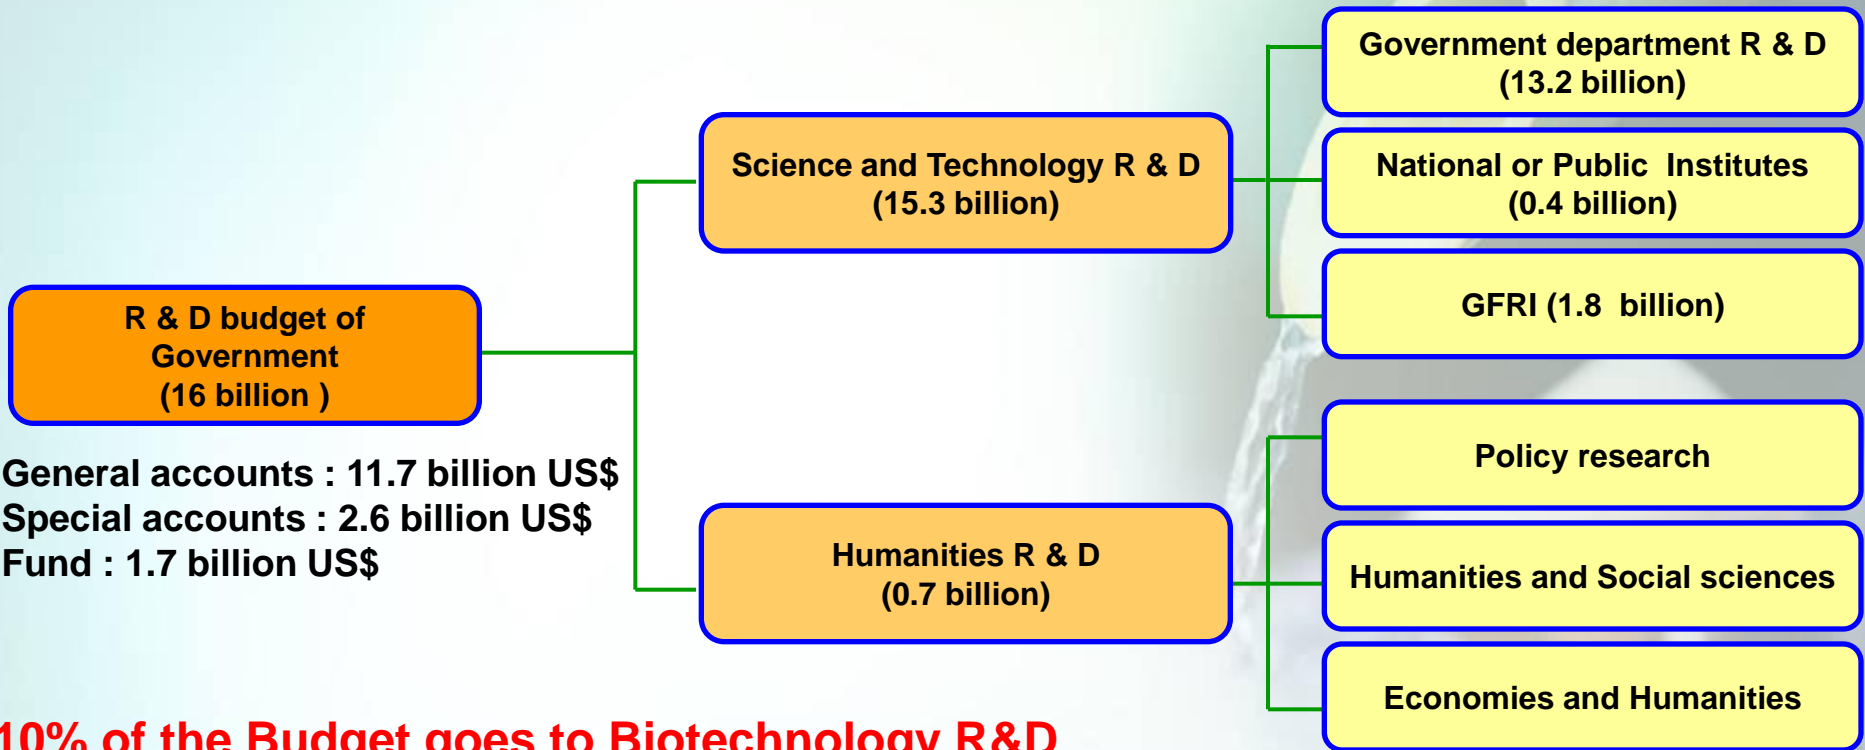 Government department R & D
(13.2 billion)
Science and Technology R & D
(15.3 billion)
National or Public Institutes
(0.4 billion)
GFRI (1.8 billion)
R & D budget of
Government
(16 billion )
General accounts : 11.7 billion US$
Special accounts : 2.6 billion US$
Fund : 1.7 billion US$
Policy research
Humanities R & D
(0.7 billion)
Humanities and Social sciences
Economies and Humanities
10% of the Budget goes to Biotechnology R&D